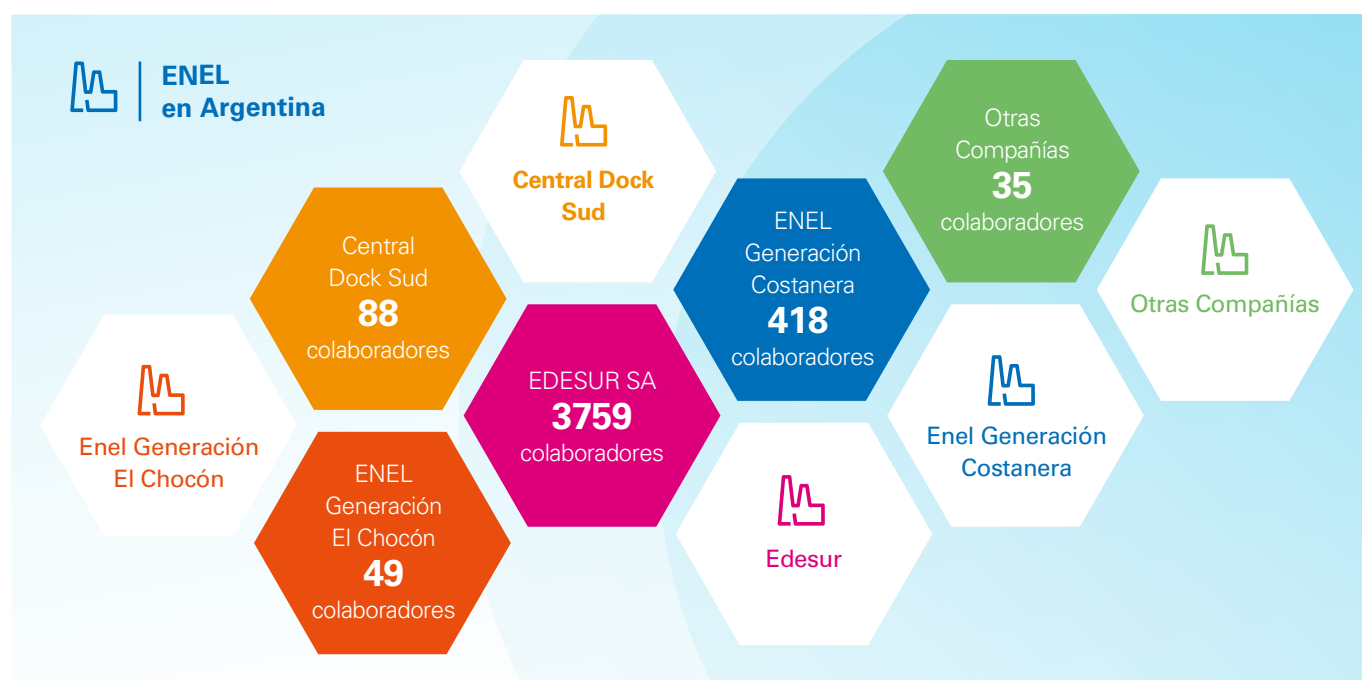 ENEL
en Argentina
Central Dock
Sud
Otras
Compañías
35
colaboradores
Central
Dock Sud
88
colaboradores
ENEL
Generación
Costanera
418
colaboradores
Otras Compañías
Enel Generación
El Chocón
EDESUR SA
3759
colaboradores
Enel Generación
Costanera
ENEL
Generación
El Chocón
49
colaboradores
Edesur